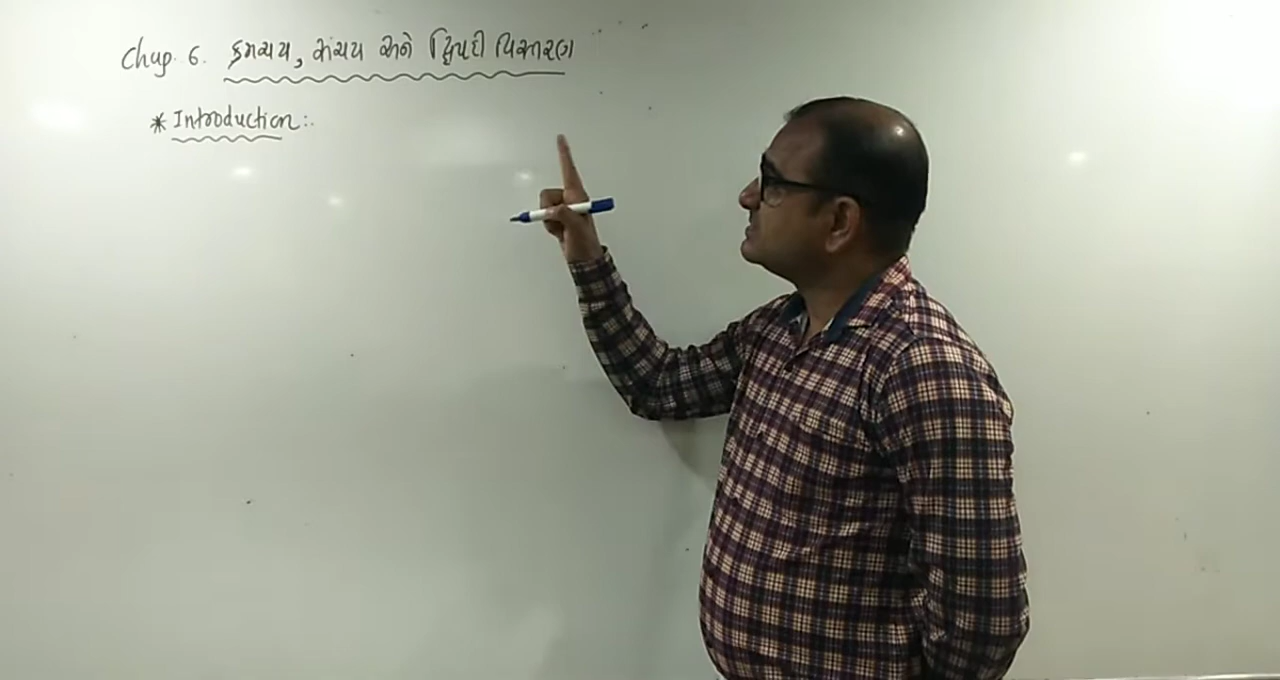 Chap. 6. ક્રમચય, સંચય અને દ્વિપદી વિસ્તરણ
* Introduction :.